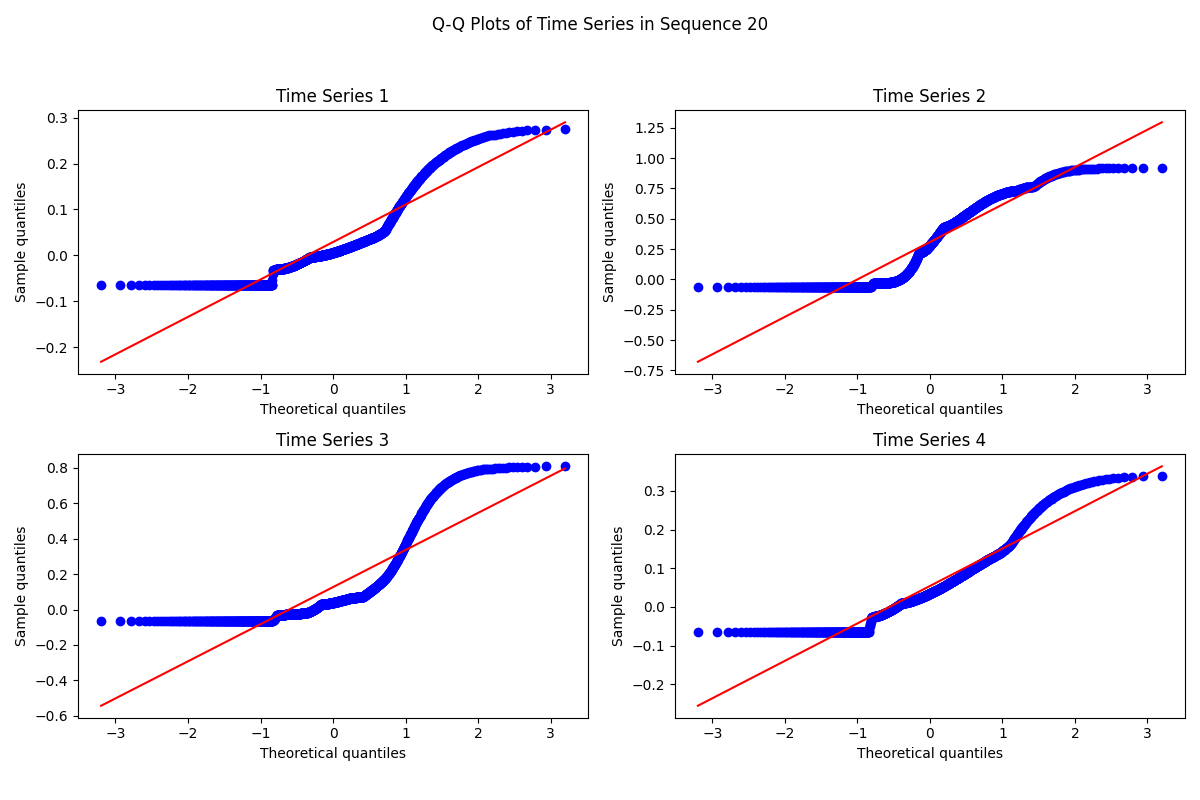 Q-Q Plots of Time Series in Sequence 20
Time Series 1
Sample quantiles
0.3
0.2
0.1
0.0
−0.1
−0.2
−3 −2 −1 0 1 2 3
Theoretical quantiles
Time Series 2
Sample quantiles
1.25
1.00
0.75
0.50
0.25
0.00
−0.25
−0.50
−0.75
−3 −2 −1 0 1 2 3
Theoretical quantiles
Time Series 3
Sample quantiles
0.8
0.6
0.4
0.2
0.0
−0.2
−0.4
−0.6
−3 −2 −1 0 1 2 3
Theoretical quantiles
Time Series 4
Sample quantiles
0.3
0.2
0.1
0.0
−0.1
−0.2
−3 −2 −1 0 1 2 3
Theoretical quantiles